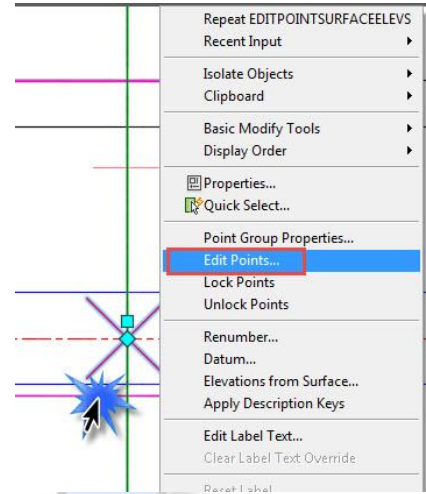 Repeat EDITPOINTSURFACEELEVS
Recent Input
Isolate Objects
Clipboard
Basic Modify Tools
Display Order
Properties...
Quick Select...
Point Group Properties...
Edit Points...
Lock Points
Unlock Points
Renumber...
Datum...
Elevations from Surface...
Apply Description Keys
Edit Label Text...
Clear Label Text Override
Reset Label